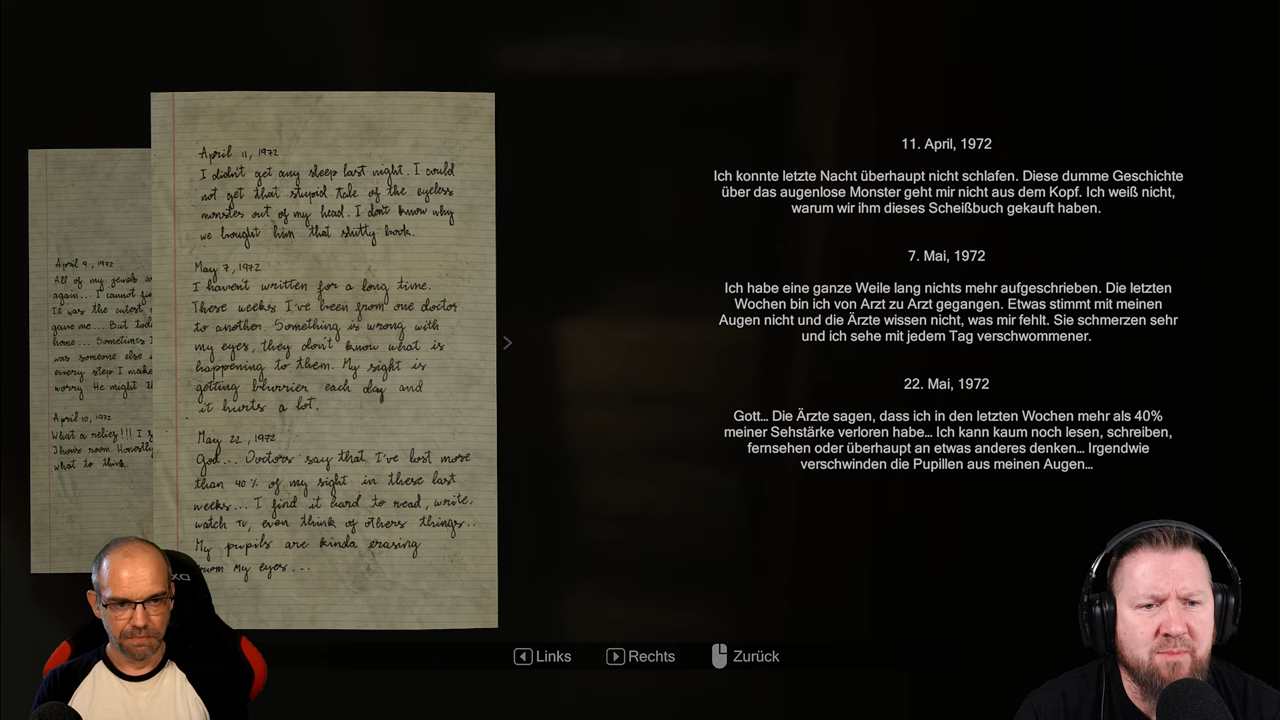 April 9, 1972
All of my jewels
again... I cannot
It was the cutest
gave me... But
home... Sometimes
was someone else
every step I make
worry. He might
April 10, 1972
What a relief!!! I
room. Honestly
what to think.
April 11, 1972
I didn't get any sleep last night. I could
not get that stupid tale of the eyeless
monster out of my head. I don't know why
we bought him that shitty book.
May 7, 1972
I haven't written for a long time.
These weeks I've been from one doctor
to another. Something is wrong with
my eyes, they don't know what is
happening to them. My sight is
getting blurrier each day and
it hurts a lot.
May 22, 1972
God... Doctors say that I've lost more
than 40% of my sight in these last
weeks... I find it hard to read, write,
watch TV, even think of others things...
My pupils are kinda erasing
from my eyes...
11. April, 1972
Ich konnte letzte Nacht überhaupt nicht schlafen. Diese dumme Geschichte
über das augenlose Monster geht mir nicht aus dem Kopf. Ich weiß nicht,
warum wir ihm dieses Scheißbuch gekauft haben.
7. Mai, 1972
Ich habe eine ganze Weile lang nichts mehr aufgeschrieben. Die letzten
Wochen bin ich von Arzt zu Arzt gegangen. Etwas stimmt mit meinen
Augen nicht und die Ärzte wissen nicht, was mir fehlt. Sie schmerzen sehr
und ich sehe mit jedem Tag verschwommener.
22. Mai, 1972
Gott... Die Ärzte sagen, dass ich in den letzten Wochen mehr als 40%
meiner Sehstärke verloren habe... Ich kann kaum noch lesen, schreiben,
fernsehen oder überhaupt an etwas anderes denken... Irgendwie
verschwinden die Pupillen aus meinen Augen...
Links Rechts Zurück